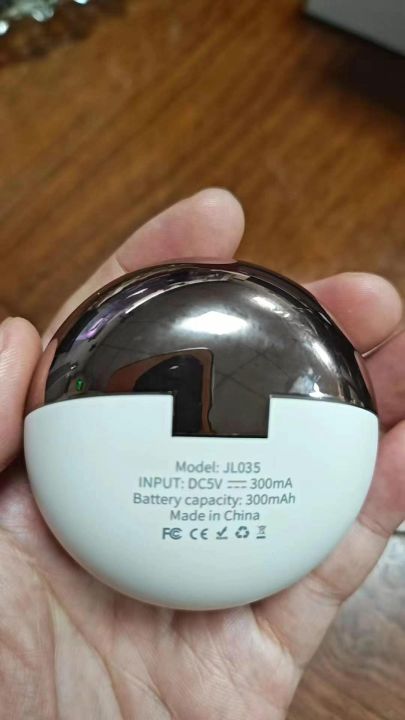 Model: JL035
INPUT: DC5V ⎓ 300mA
Battery capacity: 300mAh
Made in China
FC CE